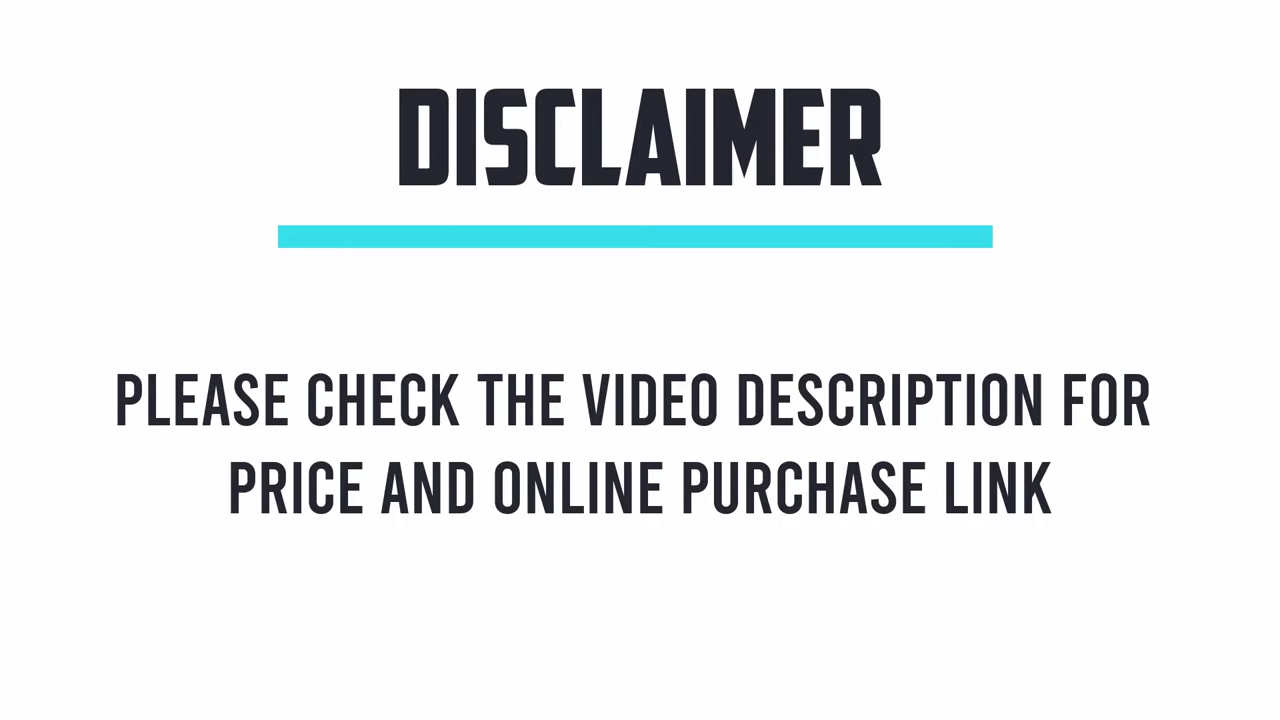 DISCLAIMER
PLEASE CHECK THE VIDEO DESCRIPTION FOR
PRICE AND ONLINE PURCHASE LINK